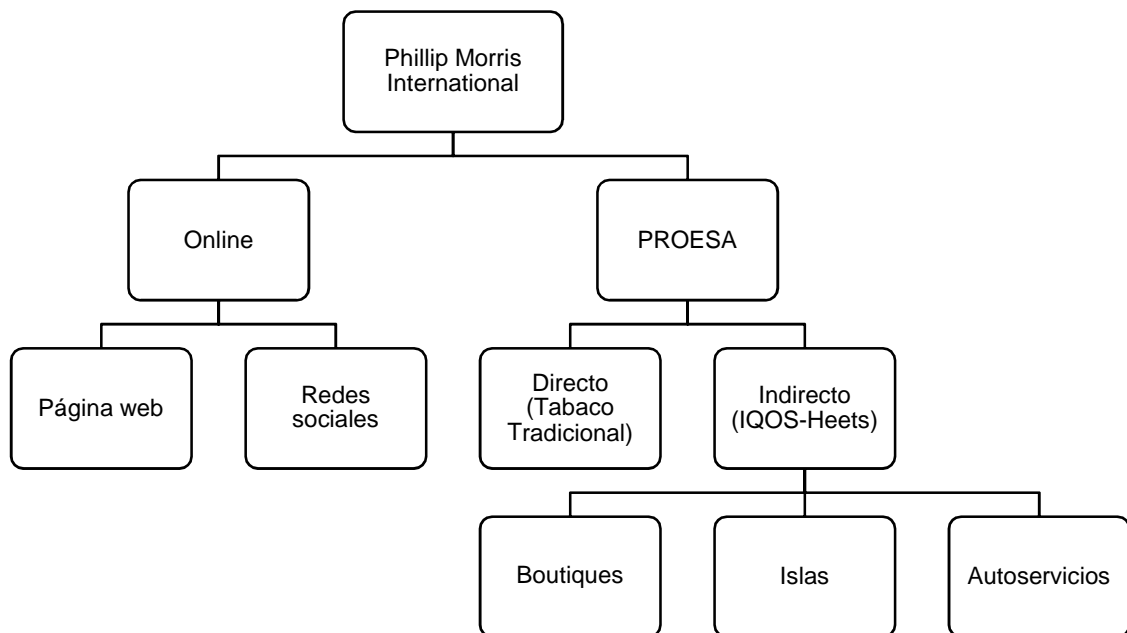 Phillip Morris
International
Online
PROESA
Página web
Redes
sociales
Directo
(Tabaco
Tradicional)
Indirecto
(IQOS-Heets)
Boutiques
Islas
Autoservicios